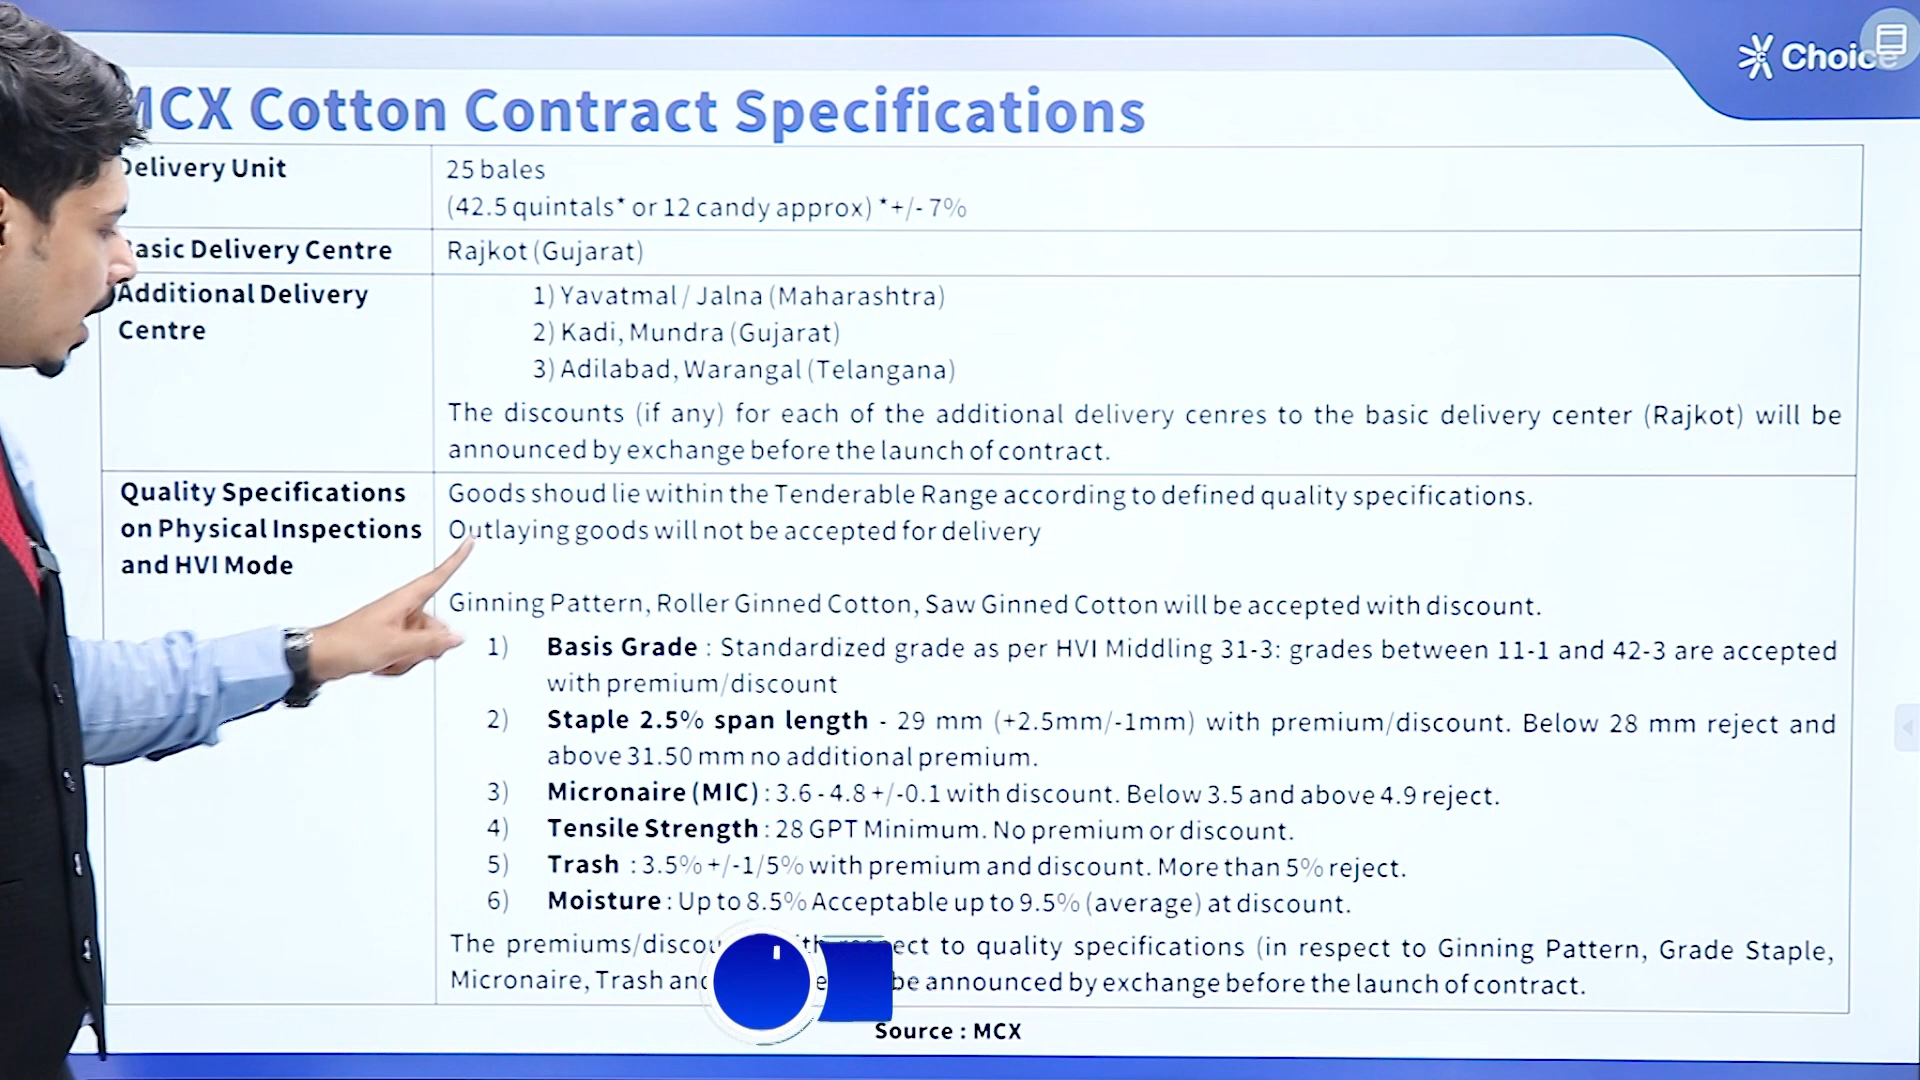 Choice
MCX Cotton Contract Specifications
Delivery Unit
25 bales
(42.5 quintals* or 12 candy approx) *+/- 7%
Basic Delivery Centre
Rajkot (Gujarat)
Additional Delivery
Centre
1) Yavatmal / Jalna (Maharashtra)
2) Kadi, Mundra (Gujarat)
3) Adilabad, Warangal (Telangana)
The discounts (if any) for each of the additional delivery cenres to the basic delivery center (Rajkot) will be
announced by exchange before the launch of contract.
Quality Specifications
on Physical Inspections
and HVI Mode
Goods shoud lie within the Tenderable Range according to defined quality specifications.
Outlaying goods will not be accepted for delivery
Ginning Pattern, Roller Ginned Cotton, Saw Ginned Cotton will be accepted with discount.
1) Basis Grade : Standardized grade as per HVI Middling 31-3: grades between 11-1 and 42-3 are accepted
with premium/discount
2) Staple 2.5% span length - 29 mm (+2.5mm/-1mm) with premium/discount. Below 28 mm reject and
above 31.50 mm no additional premium.
3) Micronaire (MIC) : 3.6 - 4.8 +/-0.1 with discount. Below 3.5 and above 4.9 reject.
4) Tensile Strength : 28 GPT Minimum. No premium or discount.
5) Trash : 3.5% +/-1/5% with premium and discount. More than 5% reject.
6) Moisture : Up to 8.5% Acceptable up to 9.5% (average) at discount.
The premiums/ to quality specifications (in respect to Ginning Pattern, Grade Staple,
Micronaire, Trash be announced by exchange before the launch of contract.
Source : MCX